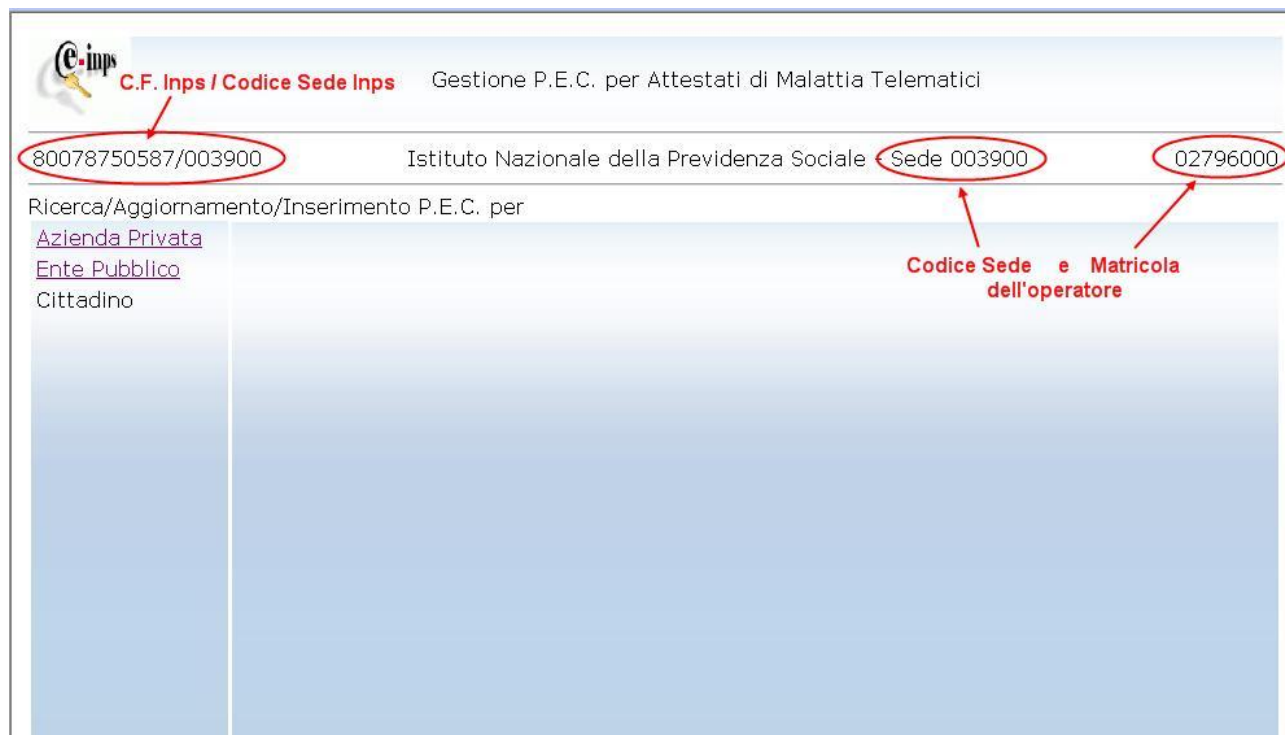 e-inps
C.F. Inps / Codice Sede Inps
Gestione P.E.C. per Attestati di Malattia Telematici
80078750587/003900
Istituto Nazionale della Previdenza Sociale - Sede 003900
02796000
Ricerca/Aggiornamento/Inserimento P.E.C. per
Azienda Privata
Ente Pubblico
Cittadino
Codice Sede e Matricola
dell'operatore